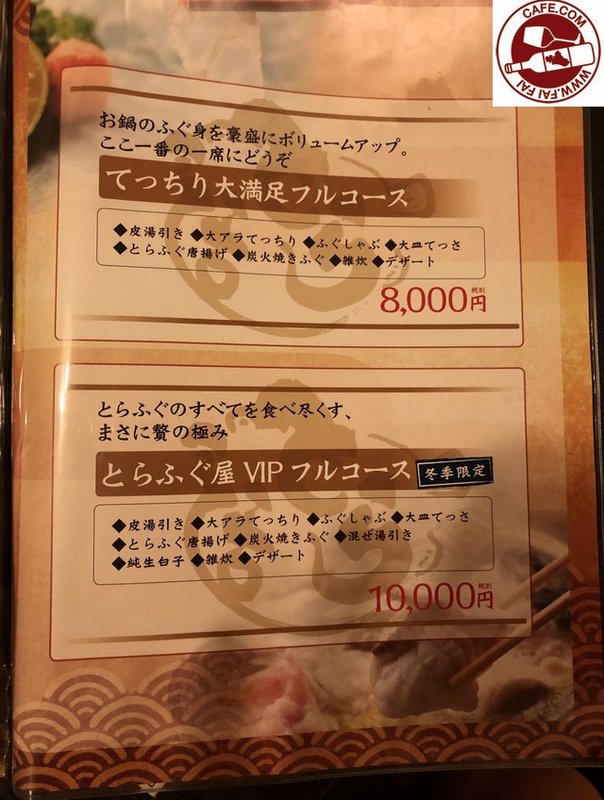 CAFE.COM
WWW.FAI FAI
お鍋のふぐ身を豪盛にボリュームアップ。
ここ一番の一席にどうぞ
てっちり大満足フルコース
◆皮湯引き ◆大アラてっちり ◆ふぐしゃぶ ◆大皿てっさ
◆とらふぐ唐揚げ ◆炭火焼きふぐ ◆雑炊 ◆デザート
8,000円 税別
とらふぐのすべてを食べ尽くす、
まさに贅の極み
とらふぐ屋 VIP フルコース 冬季限定
◆皮湯引き ◆大アラてっちり ◆ふぐしゃぶ ◆大皿てっさ
◆とらふぐ唐揚げ ◆炭火焼きふぐ ◆混ぜ湯引き
◆純生白子 ◆雑炊 ◆デザート
10,000円 税別